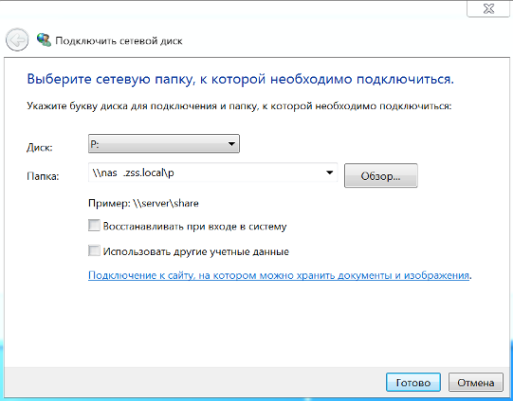 Подключить сетевой диск
Выберите сетевую папку, к которой необходимо подключиться.
Укажите букву диска для подключения и папку, к которой необходимо подключиться:
Диск: P:
Папка: \\nas .zss.local\p Обзор...
Пример: \\server\share
Восстанавливать при входе в систему
Использовать другие учетные данные
Подключение к сайту, на котором можно хранить документы и изображения.
Готово Отмена